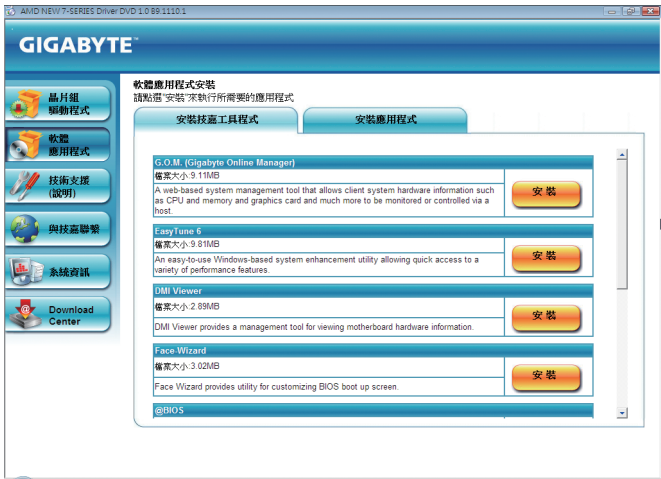 AMD NEW 7-SERIES Driver DVD 1.0 B9.1110.1
GIGABYTE™
晶片組
驅動程式
軟體
應用程式
技術支援
(說明)
與技嘉聯繫
系統資訊
Download
Center
軟體應用程式安裝
請點選"安裝"來執行所需要的應用程式
安裝技嘉工具程式
安裝應用程式
G.O.M. (Gigabyte Online Manager)
檔案大小:9.11MB
A web-based system management tool that allows client system hardware information such
as CPU and memory and graphics card and much more to be monitored or controlled via a
host.
安裝
EasyTune 6
檔案大小:9.81MB
An easy-to-use Windows-based system enhancement utility allowing quick access to a
variety of performance features.
安裝
DMI Viewer
檔案大小:2.89MB
DMI Viewer provides a management tool for viewing motherboard hardware information.
安裝
Face-Wizard
檔案大小:3.02MB
Face Wizard provides utility for customizing BIOS boot up screen.
安裝
@BIOS